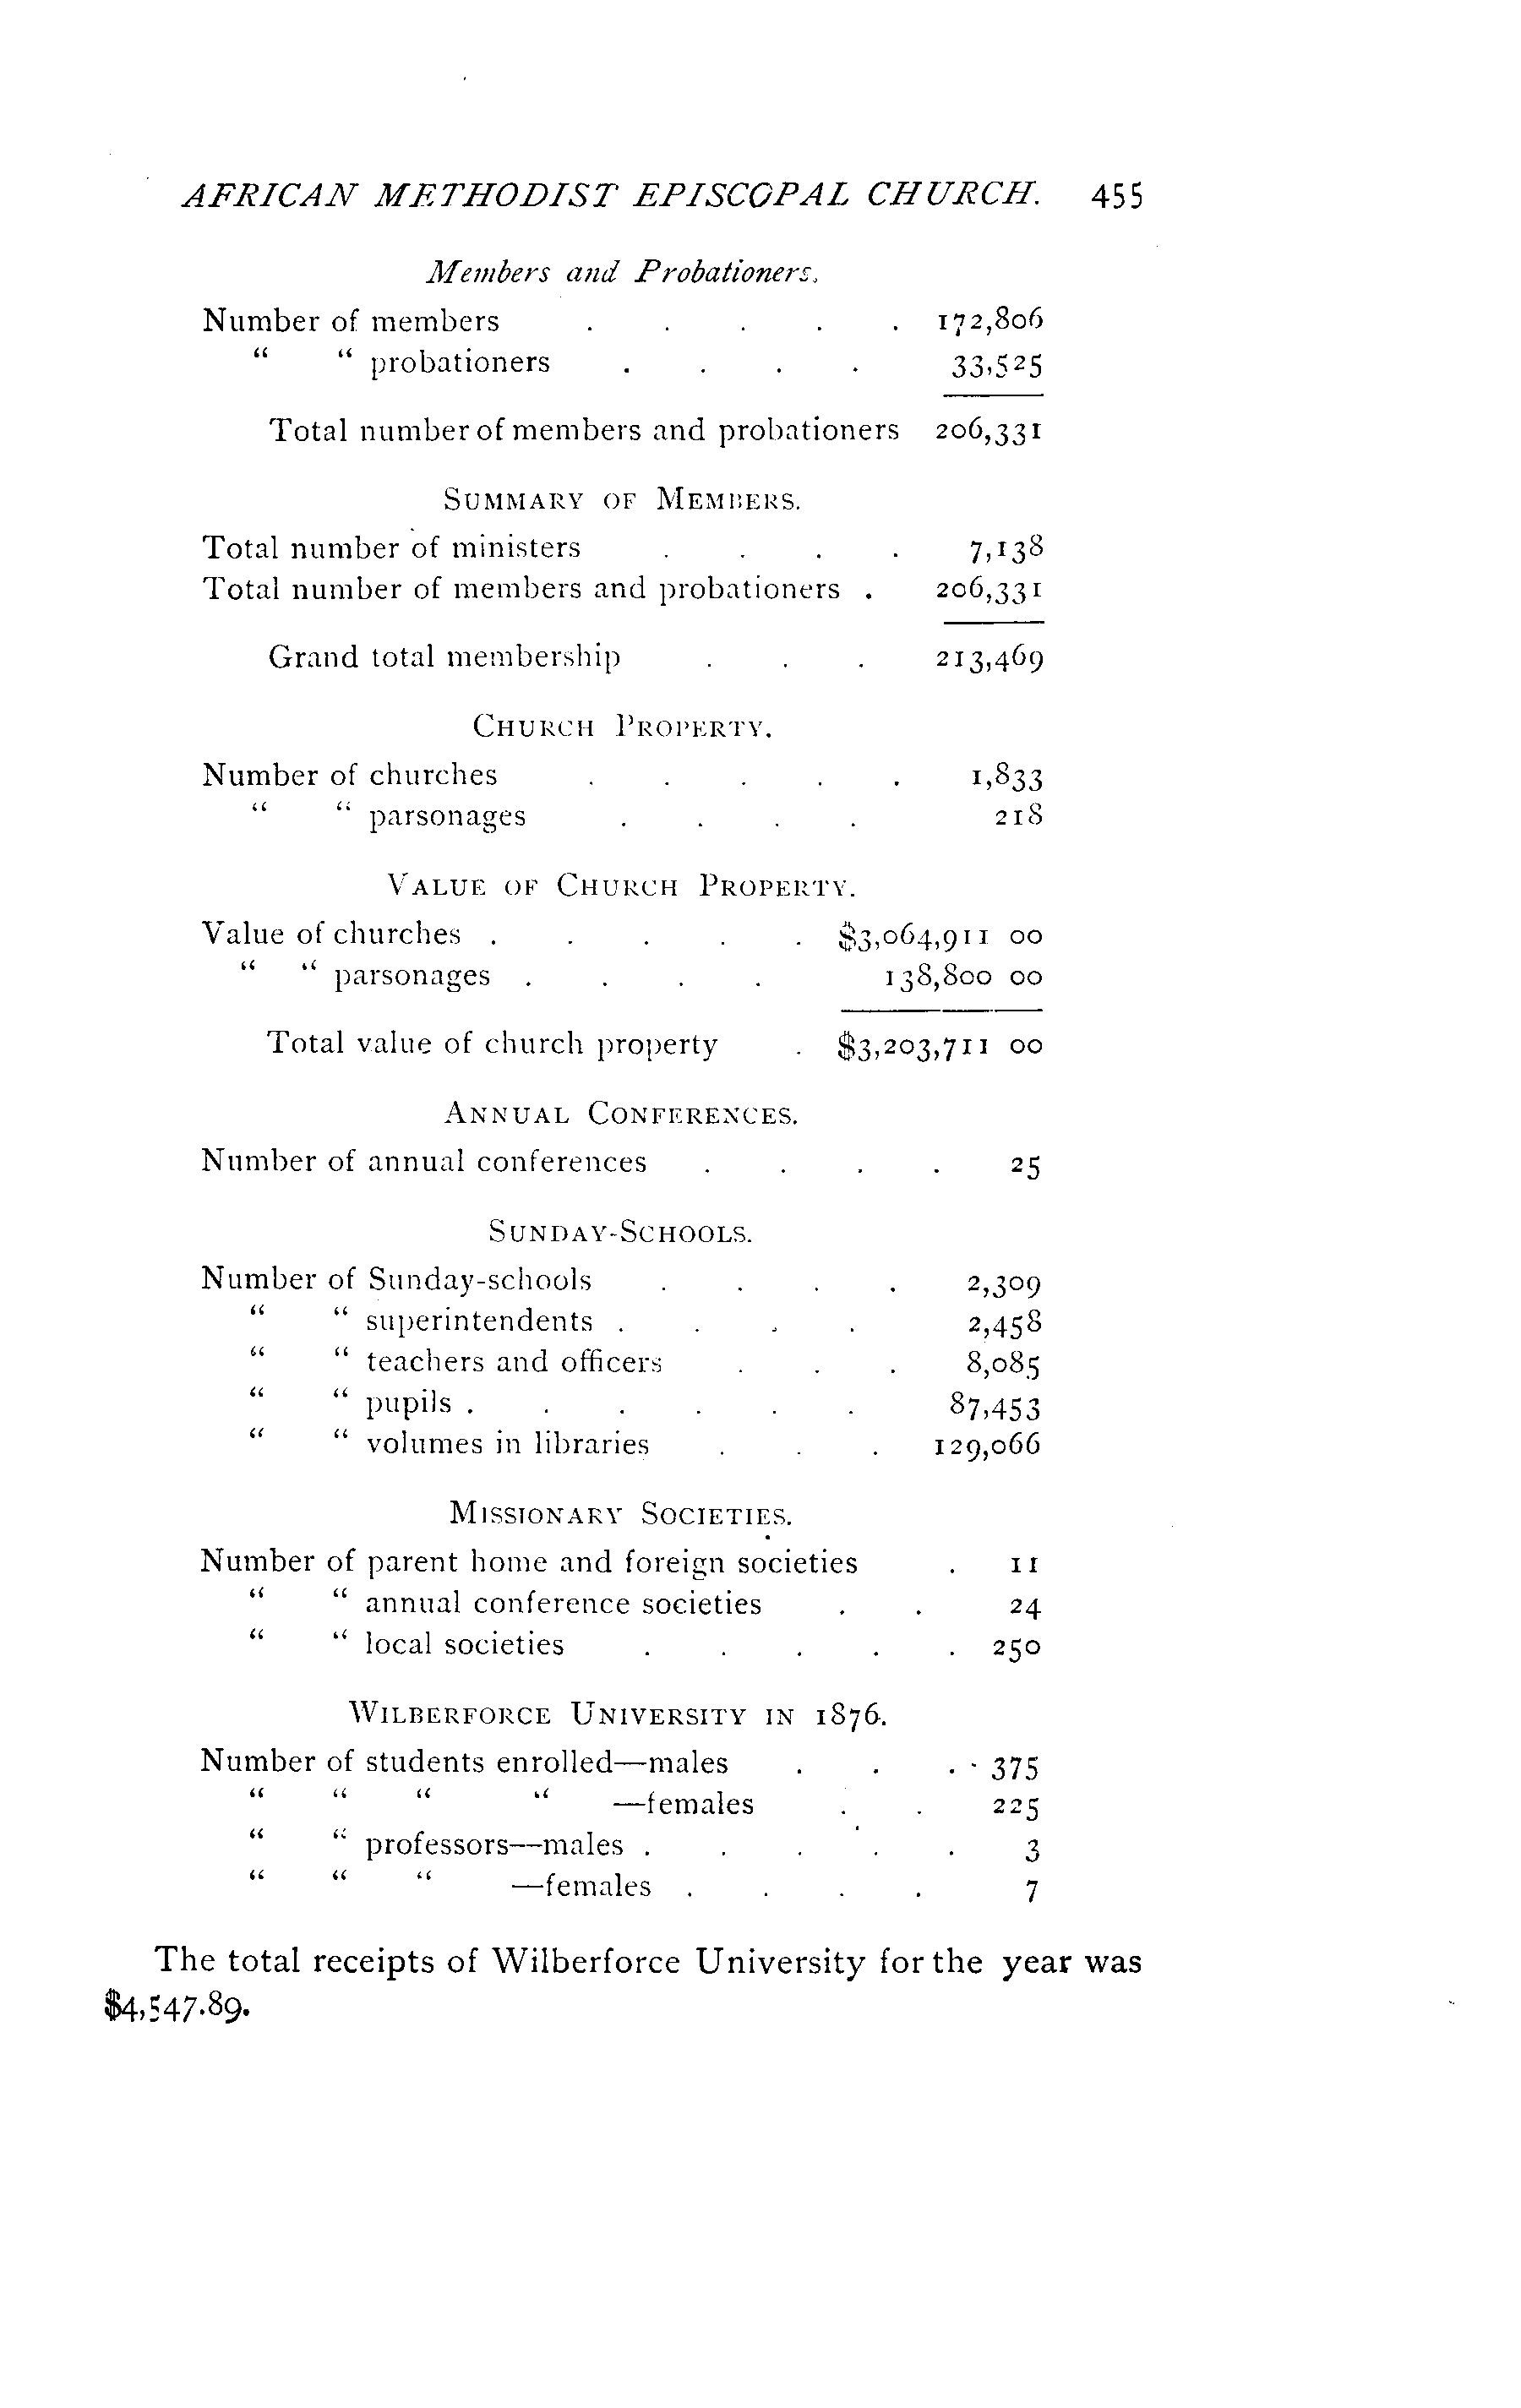 AFRICAN METHODIST EPISCOPAL CHURCH. 455
Members and Probationers.
Number of members . . . . . 172,806
“ “ probationers . . . . 33,525
Total number of members and probationers 206,331
SUMMARY OF MEMBERS.
Total number of ministers . . . . 7,138
Total number of members and probationers . 206,331
Grand total membership . . . 213,469
CHURCH PROPERTY.
Number of churches . . . . . 1,833
“ “ parsonages . . . . 218
VALUE OF CHURCH PROPERTY.
Value of churches . . . . . $3,064,911 00
“ “ parsonages . . . . 138,800 00
Total value of church property . $3,203,711 00
ANNUAL CONFERENCES.
Number of annual conferences . . . . 25
SUNDAY-SCHOOLS.
Number of Sunday-schools . . . . 2,309
“ “ superintendents . . . . 2,458
“ “ teachers and officers . . . 8,085
“ “ pupils . . . . . . 87,453
“ “ volumes in libraries . . . 129,066
MISSIONARY SOCIETIES.
Number of parent home and foreign societies . 11
“ “ annual conference societies . . 24
“ “ local societies . . . . . 250
WILBERFORCE UNIVERSITY IN 1876.
Number of students enrolled—males . . . 375
“ “ “ “ —females . . 225
“ “ professors—males . . . . . 3
“ “ “ —females . . . . 7
The total receipts of Wilberforce University for the year was
$4,547.89.